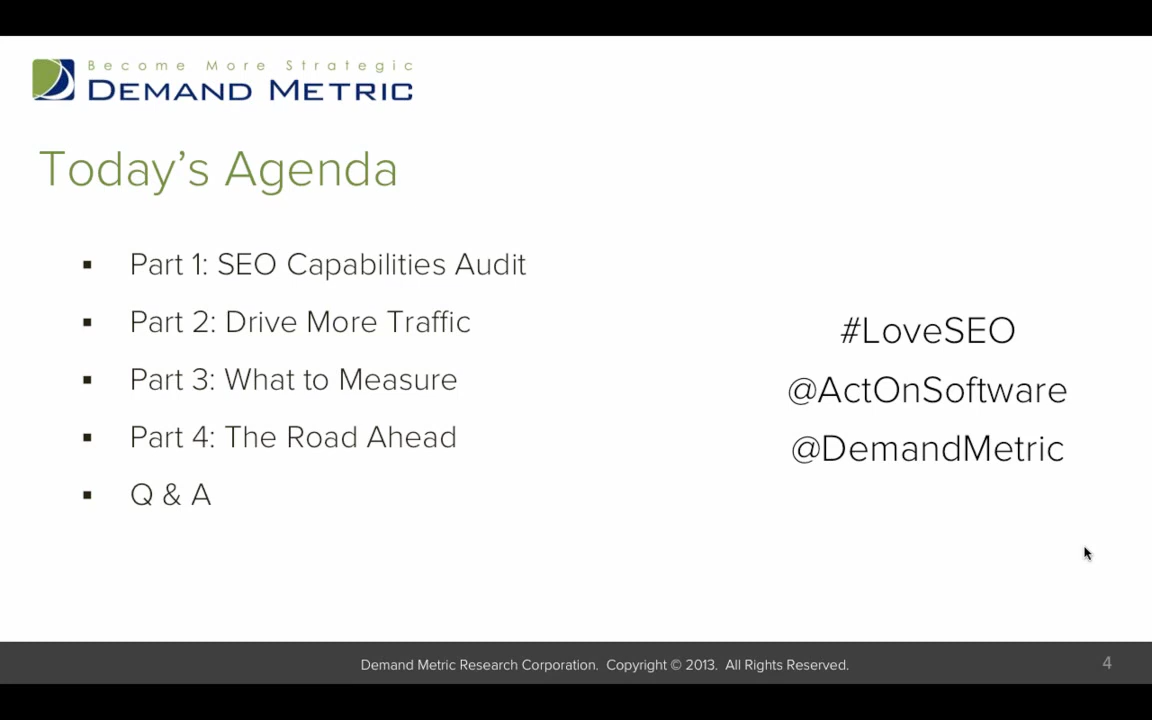 Become More Strategic
DEMAND METRIC
Today's Agenda
▪ Part 1: SEO Capabilities Audit
▪ Part 2: Drive More Traffic
▪ Part 3: What to Measure
▪ Part 4: The Road Ahead
▪ Q & A
#LoveSEO
@ActOnSoftware
@DemandMetric
Demand Metric Research Corporation. Copyright © 2013. All Rights Reserved.
4